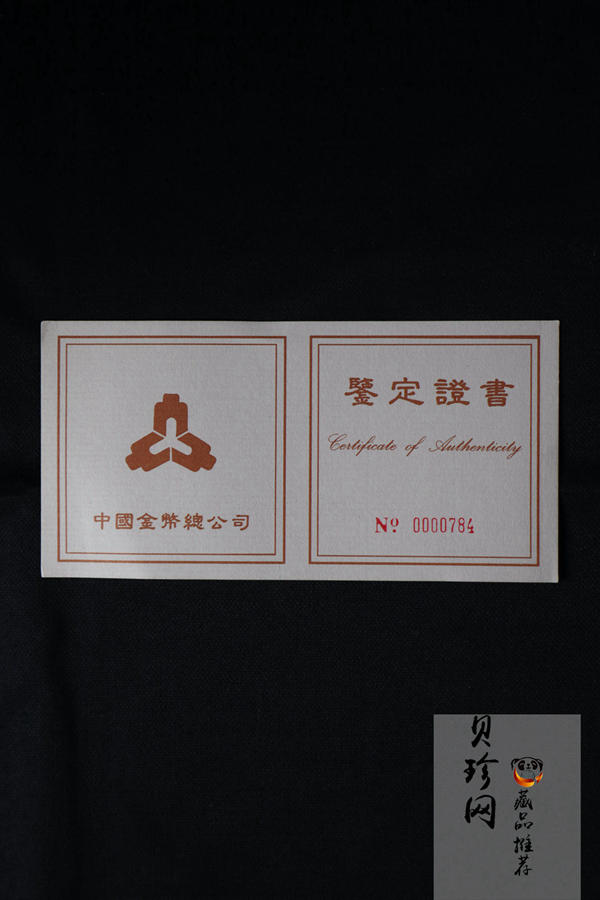 中國金幣總公司
鑒定證書
Certificate of Authenticity
Nº 0000784
贝珍网
藏品推荐